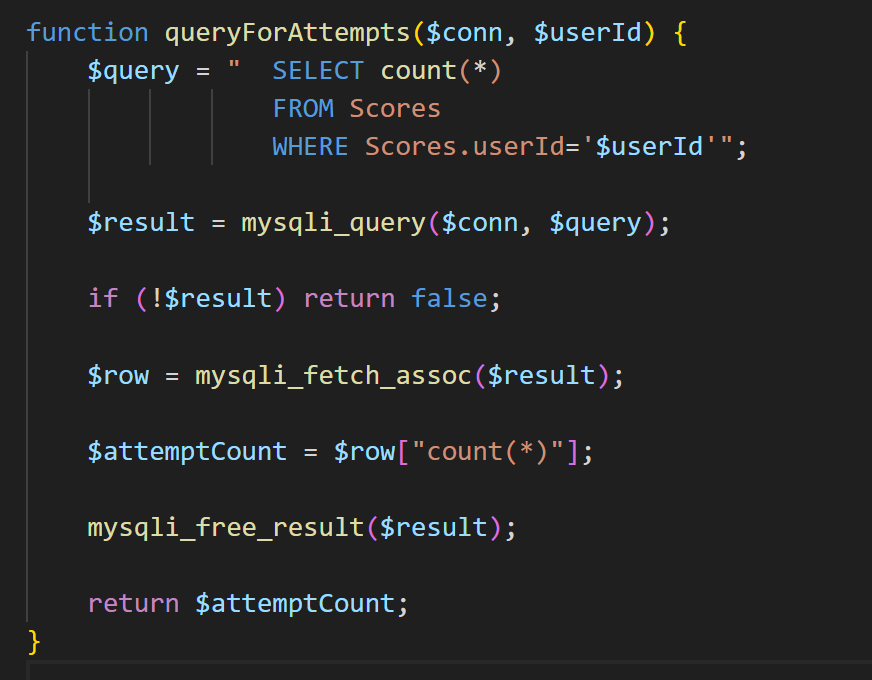 function queryForAttempts($conn, $userId) {
    $query = "  SELECT count(*)
                FROM Scores
                WHERE Scores.userId='$userId'";
    $result = mysqli_query($conn, $query);
    if (!$result) return false;
    $row = mysqli_fetch_assoc($result);
    $attemptCount = $row["count(*)"];
    mysqli_free_result($result);
    return $attemptCount;
}